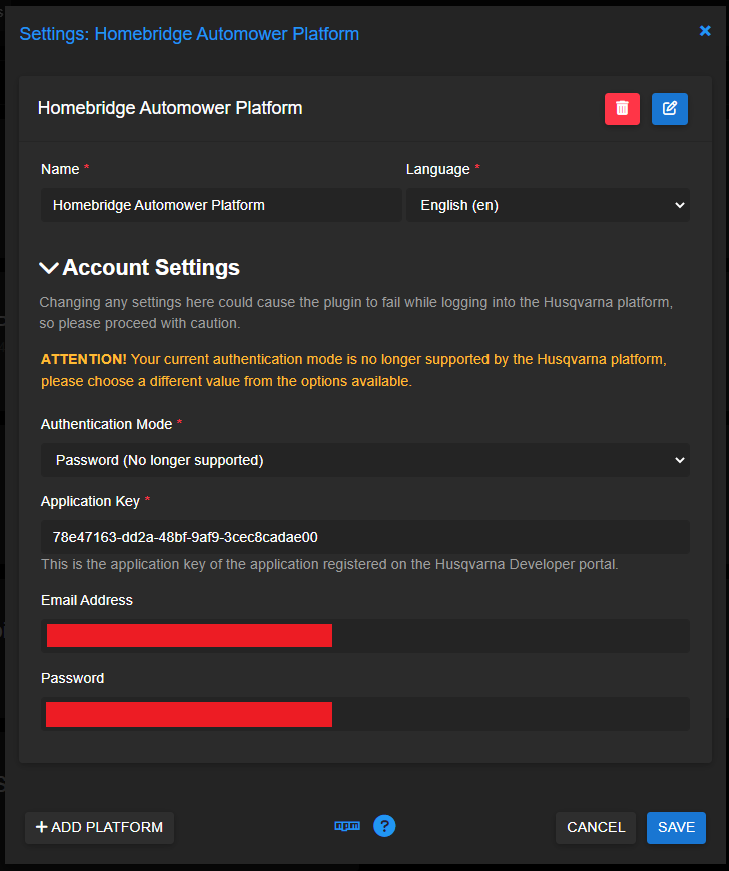 Settings: Homebridge Automower Platform
Homebridge Automower Platform
Name *
Language *
Homebridge Automower Platform
English (en)
Account Settings
Changing any settings here could cause the plugin to fail while logging into the Husqvarna platform,
so please proceed with caution.
ATTENTION! Your current authentication mode is no longer supported by the Husqvarna platform,
please choose a different value from the options available.
Authentication Mode *
Password (No longer supported)
Application Key *
78e47163-dd2a-48bf-9af9-3cec8cadae00
This is the application key of the application registered on the Husqvarna Developer portal.
Email Address
Password
+ ADD PLATFORM
npm
?
CANCEL
SAVE